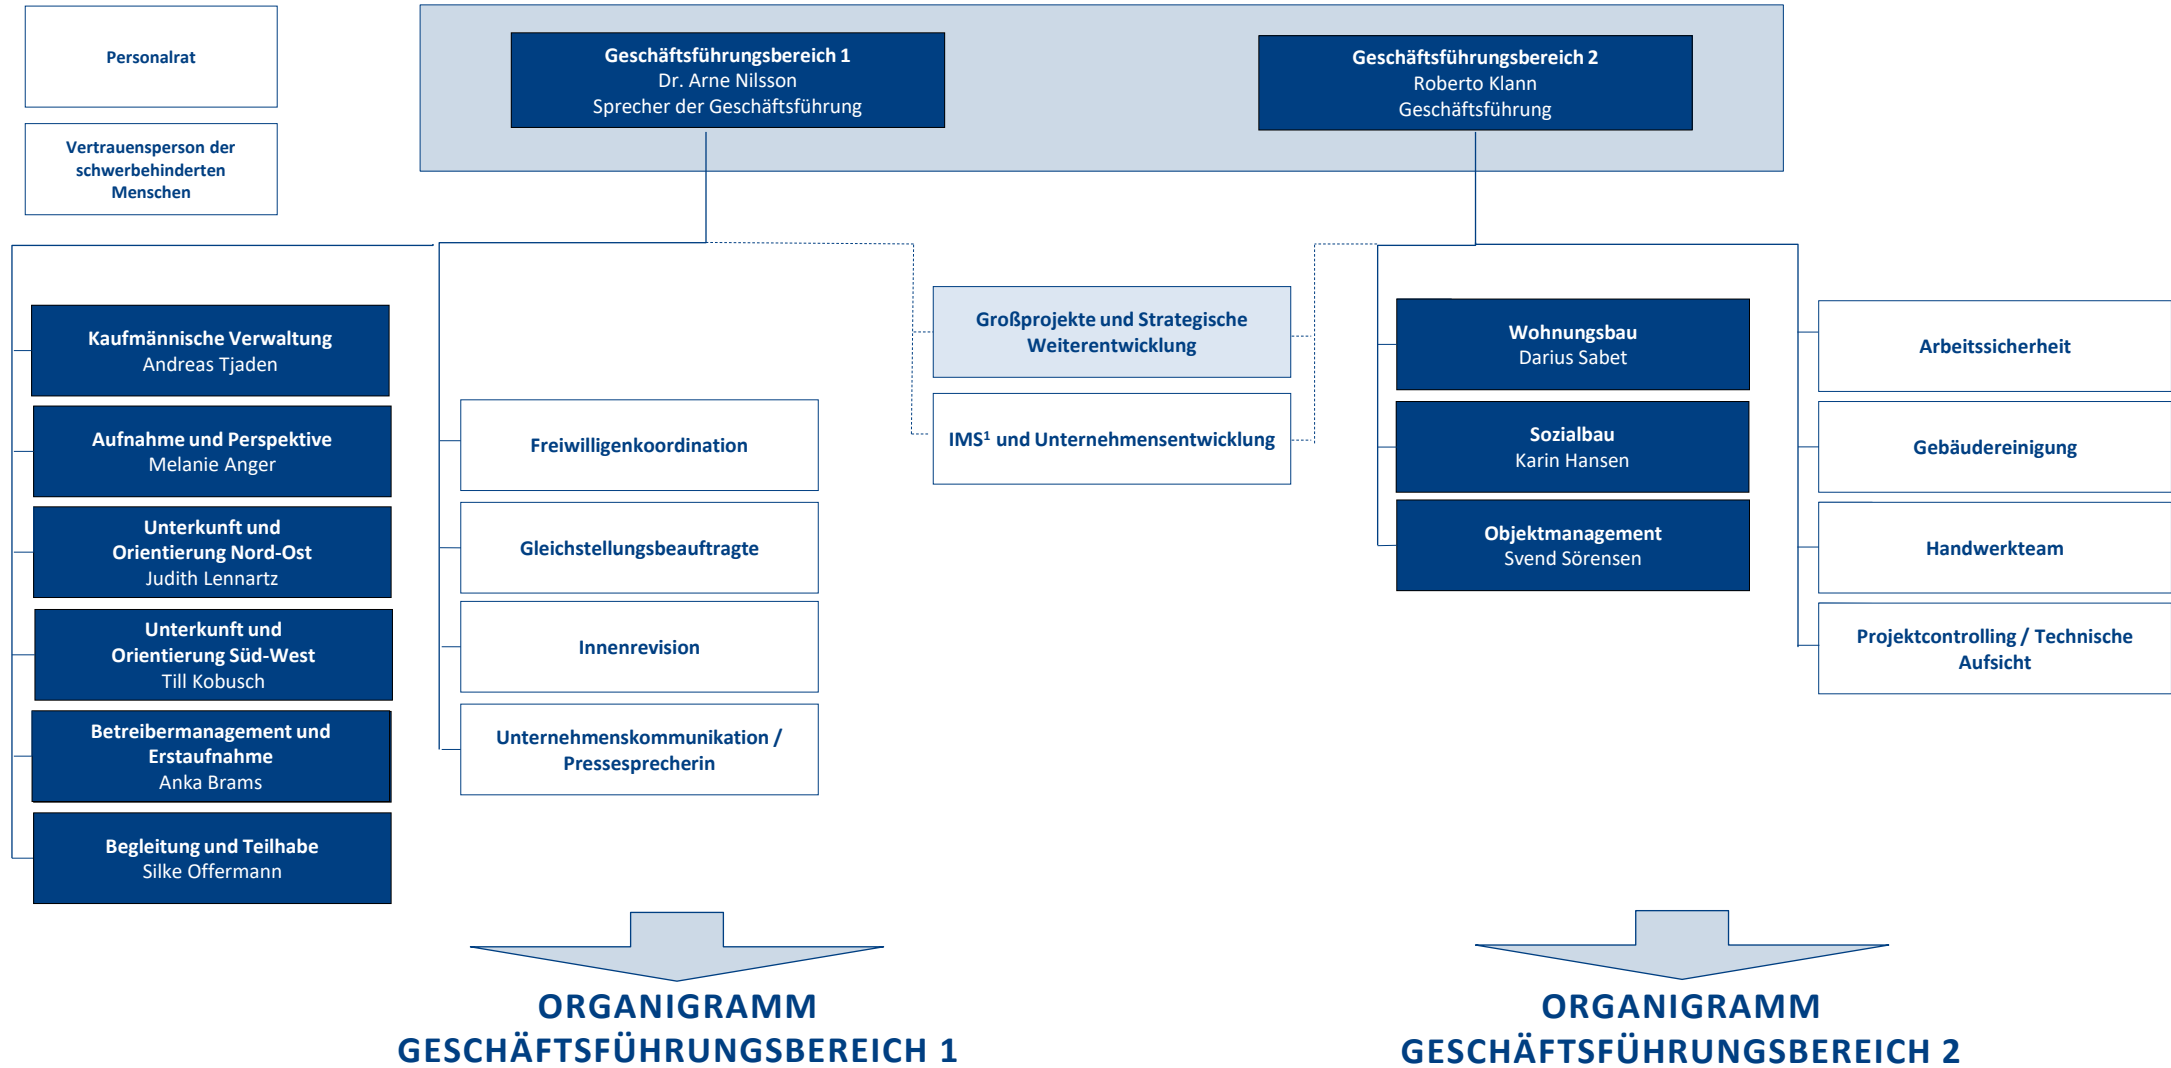 Personalrat
Vertrauensperson der
schwerbehinderten
Menschen
Geschäftsführungsbereich 1
Dr. Arne Nilsson
Sprecher der Geschäftsführung
Geschäftsführungsbereich 2
Roberto Klann
Geschäftsführung
Kaufmännische Verwaltung
Andreas Tjaden
Aufnahme und Perspektive
Melanie Anger
Unterkunft und
Orientierung Nord-Ost
Judith Lennartz
Unterkunft und
Orientierung Süd-West
Till Kobusch
Betreibermanagement und
Erstaufnahme
Anka Brams
Begleitung und Teilhabe
Silke Offermann
Freiwilligenkoordination
Gleichstellungsbeauftragte
Innenrevision
Unternehmenskommunikation /
Pressesprecherin
Großprojekte und Strategische
Weiterentwicklung
IMS¹ und Unternehmensentwicklung
Wohnungsbau
Darius Sabet
Sozialbau
Karin Hansen
Objektmanagement
Svend Sörensen
Arbeitssicherheit
Gebäudereinigung
Handwerkteam
Projektcontrolling / Technische
Aufsicht
ORGANIGRAMM
GESCHÄFTSFÜHRUNGSBEREICH 1
ORGANIGRAMM
GESCHÄFTSFÜHRUNGSBEREICH 2